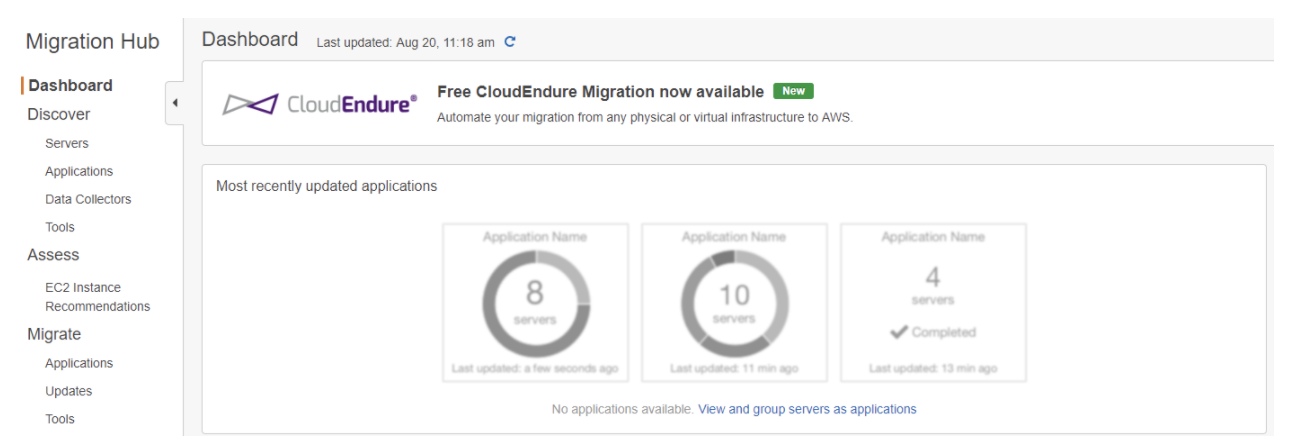 Migration Hub
Dashboard
Discover
Servers
Applications
Data Collectors
Tools
Assess
EC2 Instance
Recommendations
Migrate
Applications
Updates
Tools
Dashboard Last updated: Aug 20, 11:18 am
CloudEndure®
Free CloudEndure Migration now available New
Automate your migration from any physical or virtual infrastructure to AWS.
Most recently updated applications
Application Name
8
servers
Last updated: a few seconds ago
Application Name
10
servers
Last updated: 11 min ago
Application Name
4
servers
Completed
Last updated: 13 min ago
No applications available. View and group servers as applications